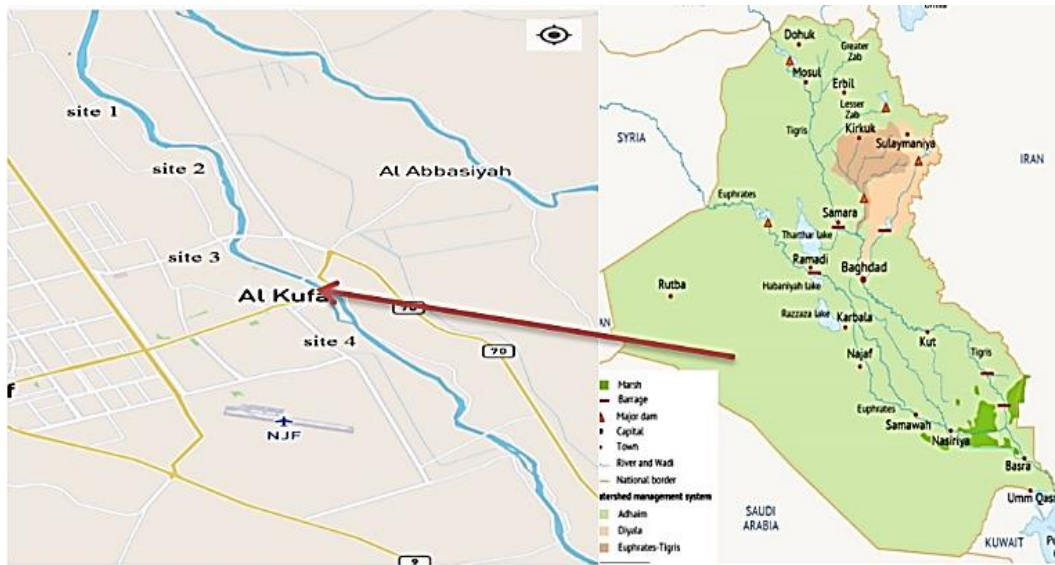 site 1
site 2
Al Abbasiyah
site 3
Al Kufa
70
70
site 4
f
NJF
9
Dohuk
Greater
Zab
Mosul
Erbil
Lesser
Zab
SYRIA
Tigris
Kirkuk
Sulaymaniya
IRAN
Euphrates
Samara
Tharthar lake
Ramadi
Baghdad
Habaniyah lake
Rutba
Razzaza lake
Karbala
AN
Kut
Najaf
Tigris
Marsh
Barrage
Major dam
Capital
Town
River and Wadi
National border
atershed management system
Adhaim
Diyala
Euphrates-Tigris
Euphrates
Samawah
Nasiriya
Basra
Umm Qas
SAUDI
ARABIA
KUWAIT